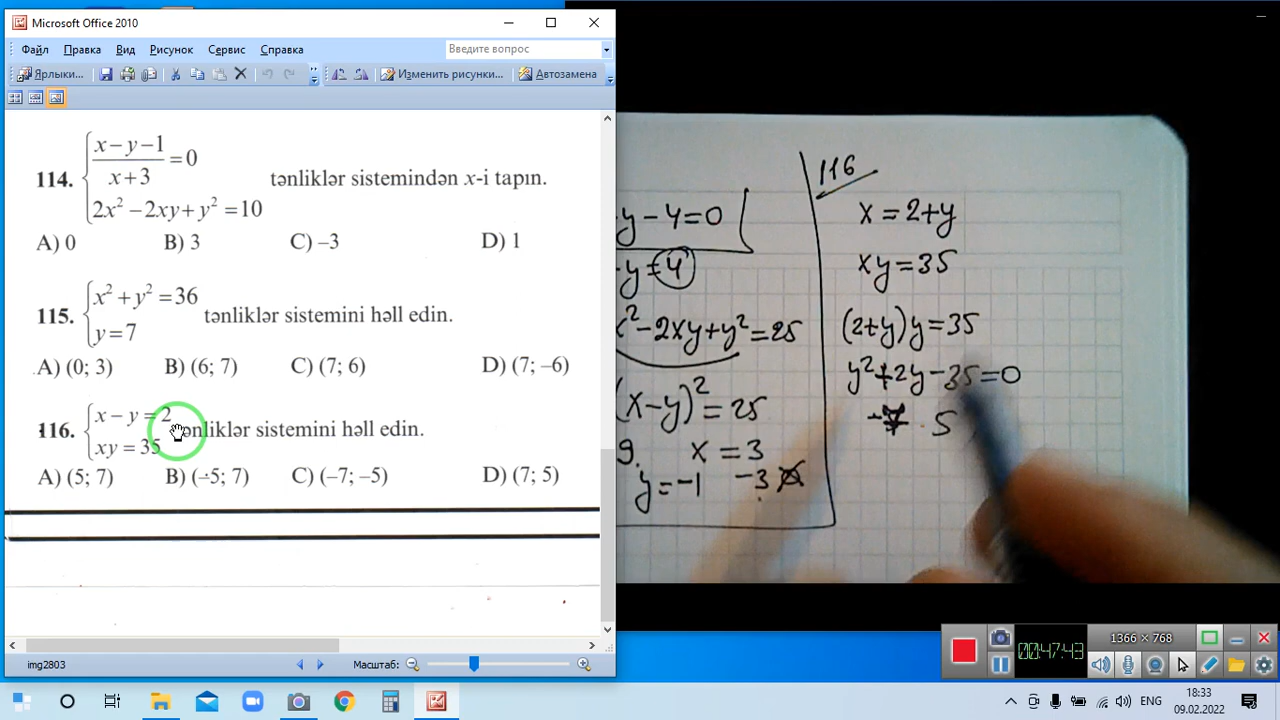 Microsoft Office 2010
Файл Правка Вид Рисунок Сервис Справка
Введите вопрос
Ярлыки... Изменить рисунки... Автозамена
114. { (x – y – 1)/(x + 3) = 0
2x² – 2xy + y² = 10 tənliklər sistemindən x-i tapın.
A) 0 B) 3 C) –3 D) 1
115. { x² + y² = 36
y = 7 tənliklər sistemini həll edin.
A) (0; 3) B) (6; 7) C) (7; 6) D) (7; –6)
116. { x – y = 2
xy = 35 tənliklər sistemini həll edin.
A) (5; 7) B) (–5; 7) C) (–7; –5) D) (7; 5)
img2803
Масштаб:
y – 4 = 0
y = 4
x² – 2xy + y² = 25
(x – y)² = 25
9. x = 3
y = –1 –3
116
x = 2 + y
xy = 35
(2 + y)y = 35
y² + 2y – 35 = 0
–7 5
1366 × 768
00:47:43
ENG
18:33
09.02.2022